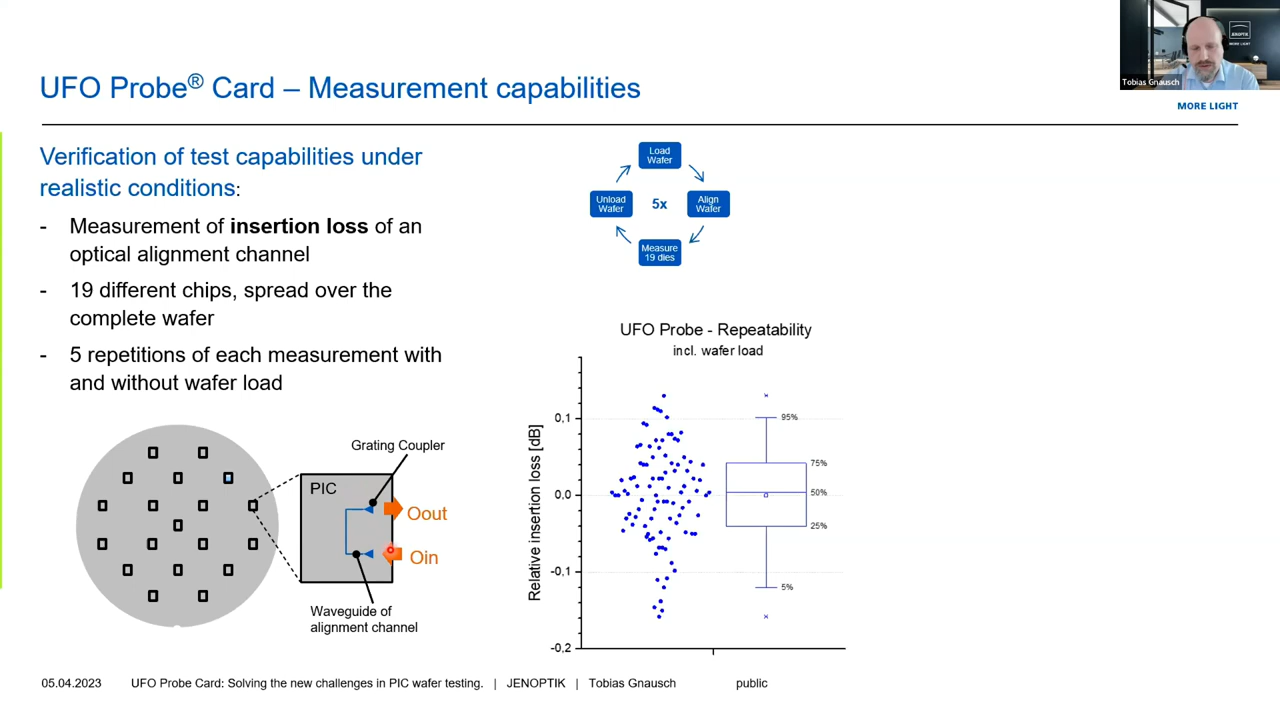 UFO Probe® Card – Measurement capabilities
Tobias Gnausch
JENOPTIK
MORE LIGHT
MORE LIGHT
Verification of test capabilities under
realistic conditions:
- Measurement of insertion loss of an
optical alignment channel
- 19 different chips, spread over the
complete wafer
- 5 repetitions of each measurement with
and without wafer load
Load
Wafer
Unload
Wafer
5x
Align
Wafer
Measure
19 dies
Grating Coupler
PIC
Oout
Oin
Waveguide of
alignment channel
UFO Probe - Repeatability
incl. wafer load
Relative insertion loss [dB]
0,1
0,0
-0,1
-0,2
95%
75%
50%
25%
5%
05.04.2023 UFO Probe Card: Solving the new challenges in PIC wafer testing. | JENOPTIK | Tobias Gnausch public